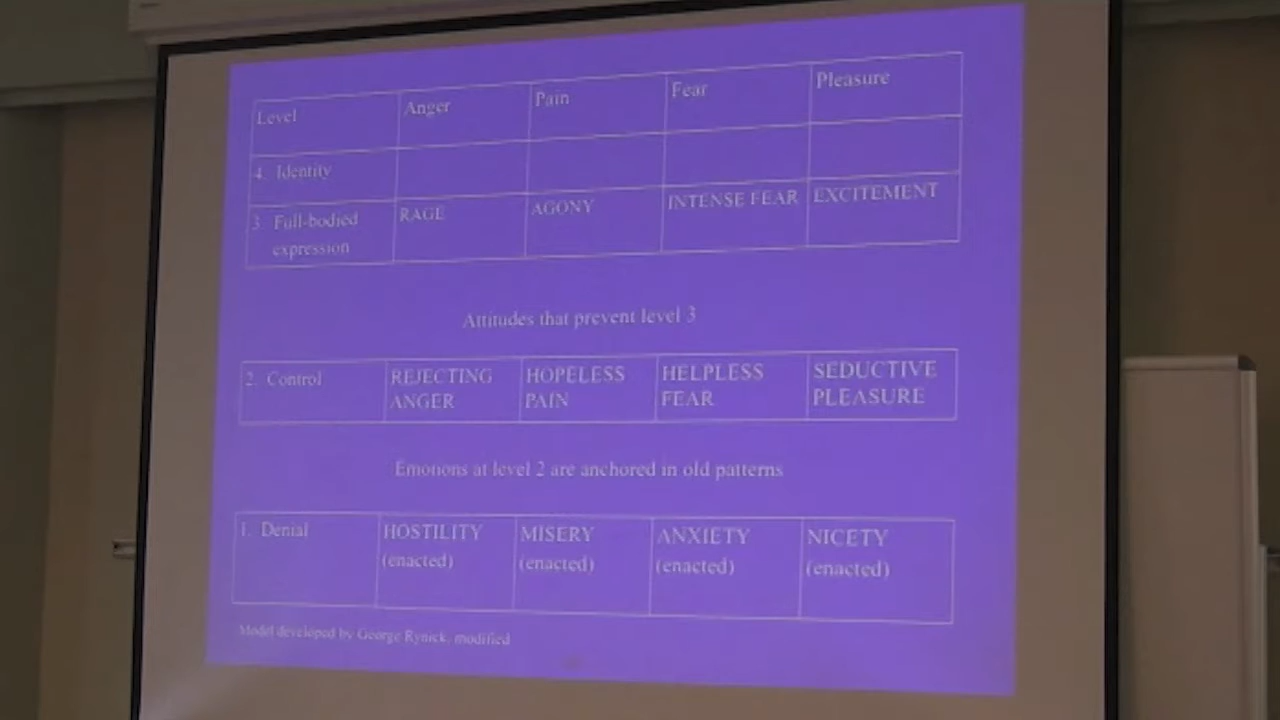 Level Anger Pain Fear Pleasure
4. Identity
3. Full-bodied RAGE AGONY INTENSE FEAR EXCITEMENT
expression
Attitudes that prevent level 3
2. Control REJECTING HOPELESS HELPLESS SEDUCTIVE
ANGER PAIN FEAR PLEASURE
Emotions at level 2 are anchored in old patterns
1. Denial HOSTILITY MISERY ANXIETY NICETY
(enacted) (enacted) (enacted) (enacted)
Model developed by George Rynick, modified